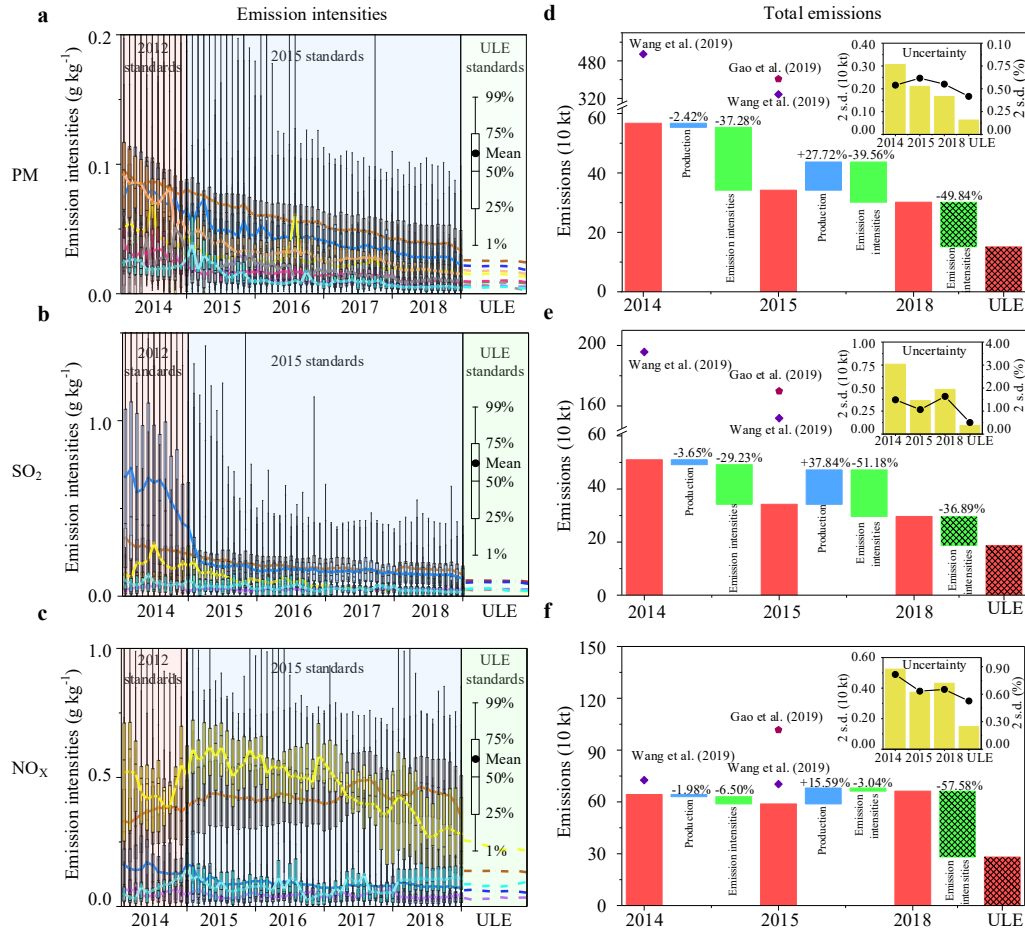 Emission intensities
Total emissions
a
PM
Emission intensities (g kg-1)
0.2
0.1
0.0
2012
standards
2015 standards
ULE
standards
99%
75%
Mean
50%
25%
1%
2014 2015 2016 2017 2018 ULE
b
SO2
Emission intensities (g kg-1)
1.0
0.0
2012
standards
2015 standards
ULE
standards
99%
75%
Mean
50%
25%
1%
2014 2015 2016 2017 2018 ULE
c
NOX
Emission intensities (g kg-1)
1.0
0.5
0.0
2012
standards
2015 standards
ULE
standards
99%
75%
Mean
50%
25%
1%
2014 2015 2016 2017 2018 ULE
d
Emissions (10 kt)
480
320
60
40
20
0
Wang et al. (2019)
Gao et al. (2019)
Wang et al. (2019)
-2.42%
-37.28%
+27.72%
-39.56%
-49.84%
Production
Emission intensities
Production
Emission
intensities
Emission
intensities
2014 2015 2018 ULE
Uncertainty
2 s.d. (10 kt)
0.40
0.30
0.20
0.10
0.00
2 s.d. (%)
0.10
0.50
0.00
2014 2015 2018 ULE
e
Emissions (10 kt)
200
160
60
40
20
0
Wang et al. (2019)
Gao et al. (2019)
Wang et al. (2019)
-3.65%
-29.23%
+37.84%
-51.18%
-36.89%
Production
Emission intensities
Production
Emission
intensities
Emission
intensities
2014 2015 2018 ULE
Uncertainty
2 s.d. (10 kt)
1.00
0.75
0.50
0.25
0.00
2 s.d. (%)
4.00
3.00
2.00
1.00
0.00
2014 2015 2018 ULE
f
Emissions (10 kt)
150
120
90
60
30
0
Wang et al. (2019)
Gao et al. (2019)
Wang et al. (2019)
-1.98%
-6.50%
+15.59%
-3.04%
-57.58%
Production
Emission intensities
Production
Emission
intensities
Emission
intensities
2014 2015 2018 ULE
Uncertainty
2 s.d. (10 kt)
0.60
0.40
0.20
0.00
2 s.d. (%)
0.90
0.60
0.30
0.00
2014 2015 2018 ULE